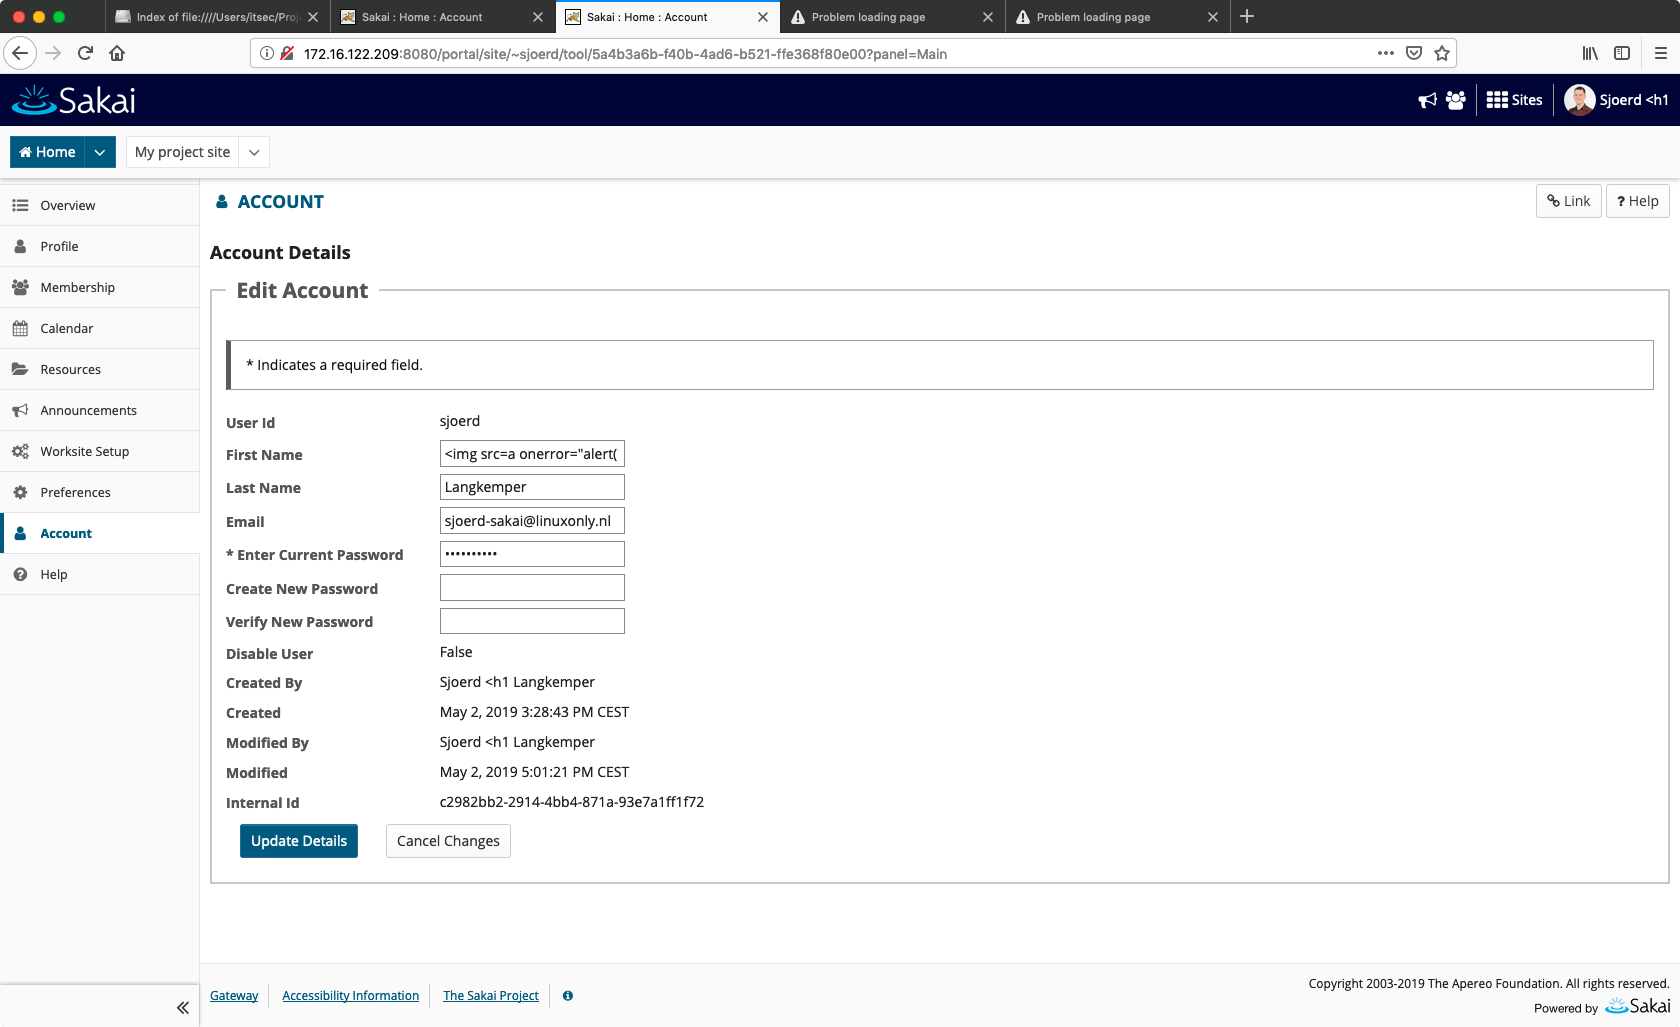 Index of file:////Users/itsec/Proj
Sakai : Home : Account
Sakai : Home : Account
Problem loading page
Problem loading page
172.16.122.209:8080/portal/site/~sjoerd/tool/5a4b3a6b-f40b-4ad6-b521-ffe368f80e00?panel=Main
Sakai
Sites
Sjoerd <h1
Home
My project site
Overview
Profile
Membership
Calendar
Resources
Announcements
Worksite Setup
Preferences
Account
Help
ACCOUNT
Link
? Help
Account Details
Edit Account
* Indicates a required field.
User Id sjoerd
First Name <img src=a onerror="alert(
Last Name Langkemper
Email sjoerd-sakai@linuxonly.nl
* Enter Current Password ••••••••••
Create New Password
Verify New Password
Disable User False
Created By Sjoerd <h1 Langkemper
Created May 2, 2019 3:28:43 PM CEST
Modified By Sjoerd <h1 Langkemper
Modified May 2, 2019 5:01:21 PM CEST
Internal Id c2982bb2-2914-4bb4-871a-93e7a1ff1f72
Update Details Cancel Changes
Gateway Accessibility Information The Sakai Project
Copyright 2003-2019 The Apereo Foundation. All rights reserved.
Powered by Sakai